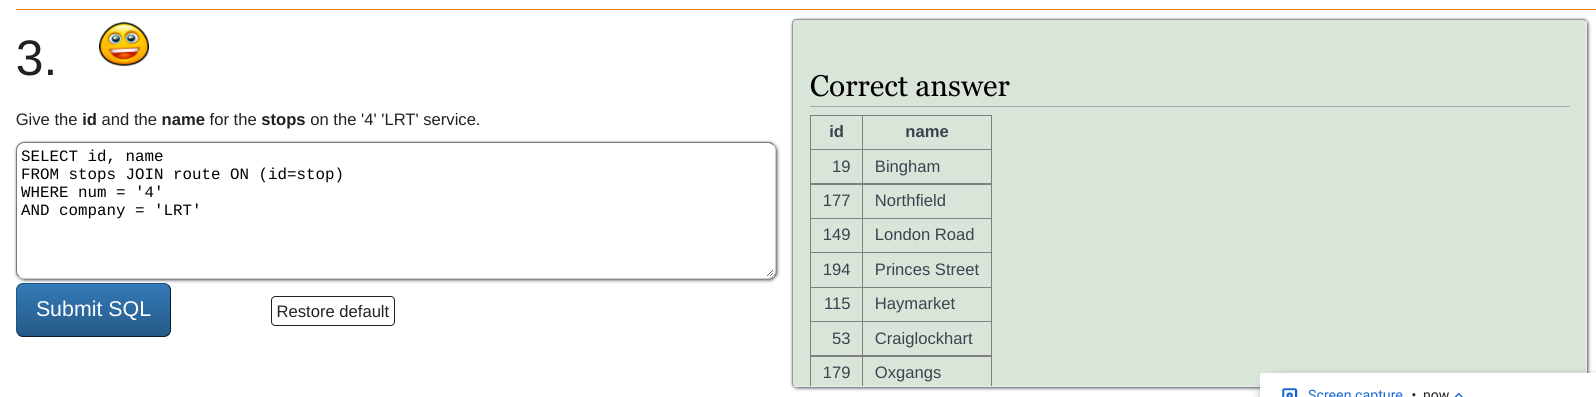 3.
Give the id and the name for the stops on the '4' 'LRT' service.
SELECT id, name
FROM stops JOIN route ON (id=stop)
WHERE num = '4'
AND company = 'LRT'
Submit SQL
Restore default
Correct answer
id name
19 Bingham
177 Northfield
149 London Road
194 Princes Street
115 Haymarket
53 Craiglockhart
179 Oxgangs
Screen capture • now